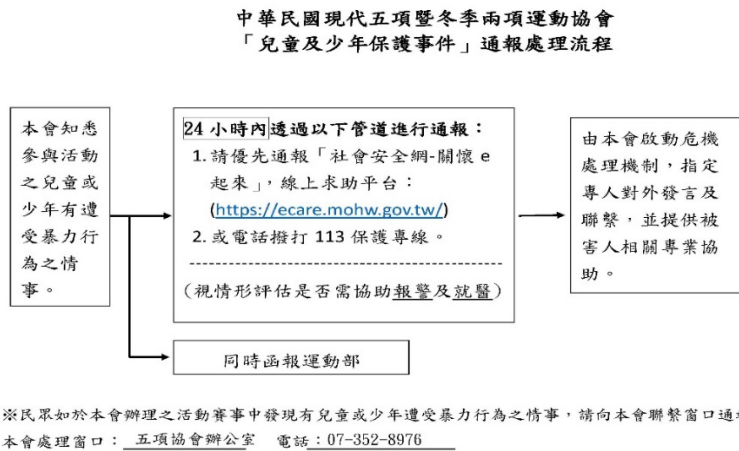 中華民國現代五項暨冬季兩項運動協會
「兒童及少年保護事件」通報處理流程
本會知悉
參與活動
之兒童或
少年有遭
受暴力行
為之情
事。
24 小時內透過以下管道進行通報：
1. 請優先通報「社會安全網-關懷 e
起來」，線上求助平台：
(https://ecare.mohw.gov.tw/)
2. 或電話撥打 113 保護專線。
(視情形評估是否需協助報警及就醫)
由本會啟動危機
處理機制，指定
專人對外發言及
聯繫，並提供被
害人相關專業協
助。
同時函報運動部
※民眾如於本會辦理之活動賽事中發現有兒童或少年遭受暴力行為之情事，請向本會聯繫窗口通
本會處理窗口： 五項協會辦公室 電話：07-352-8976